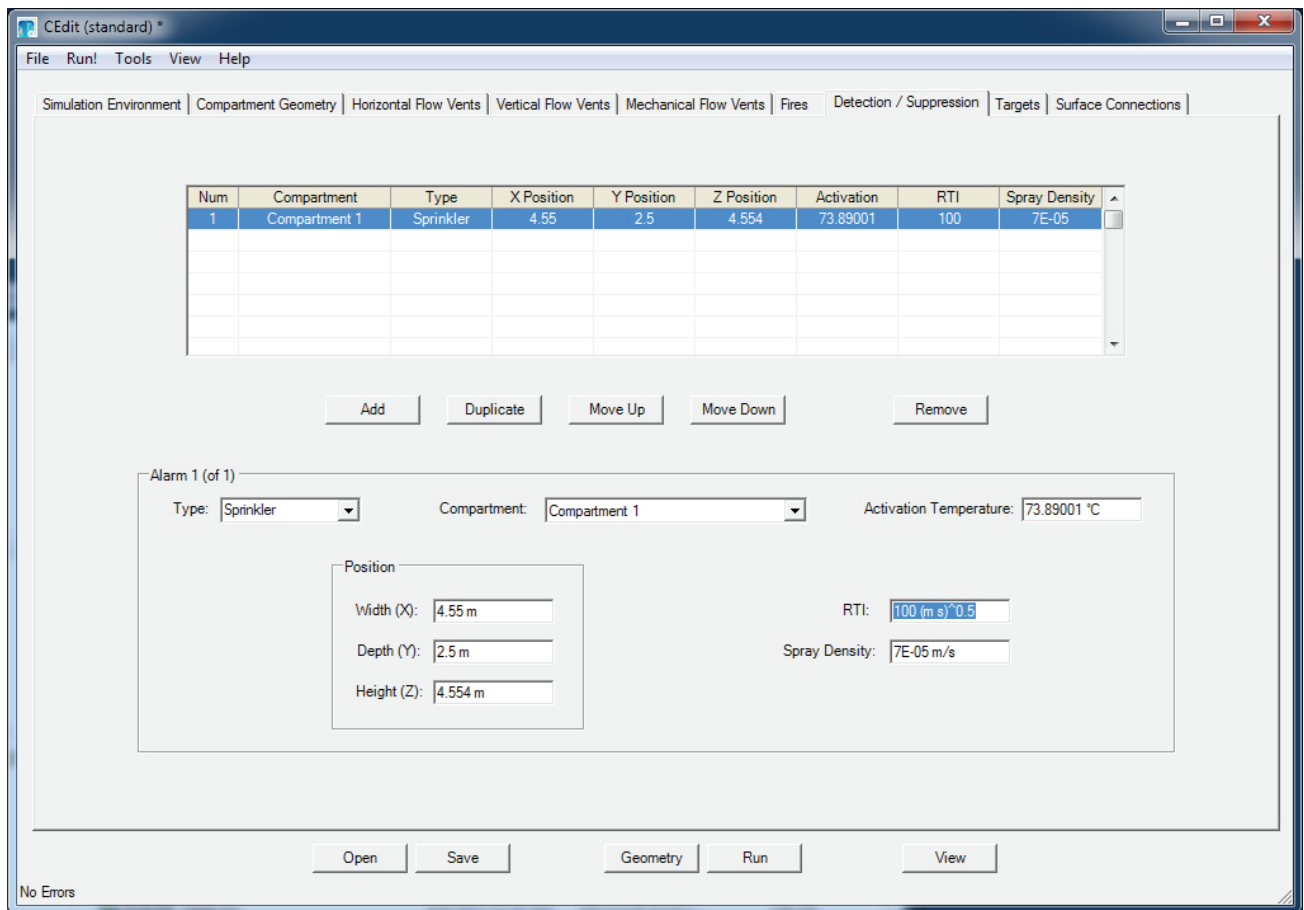 CEdit (standard) *
File Run! Tools View Help
Simulation Environment Compartment Geometry Horizontal Flow Vents Vertical Flow Vents Mechanical Flow Vents Fires Detection / Suppression Targets Surface Connections
Num Compartment Type X Position Y Position Z Position Activation RTI Spray Density
1 Compartment 1 Sprinkler 4.55 2.5 4.554 73.89001 100 7E-05
Add Duplicate Move Up Move Down Remove
Alarm 1 (of 1)
Type: Sprinkler Compartment: Compartment 1 Activation Temperature: 73.89001 °C
Position
Width (X): 4.55 m RTI: 100 (m s)^0.5
Depth (Y): 2.5 m Spray Density: 7E-05 m/s
Height (Z): 4.554 m
Open Save Geometry Run View
No Errors